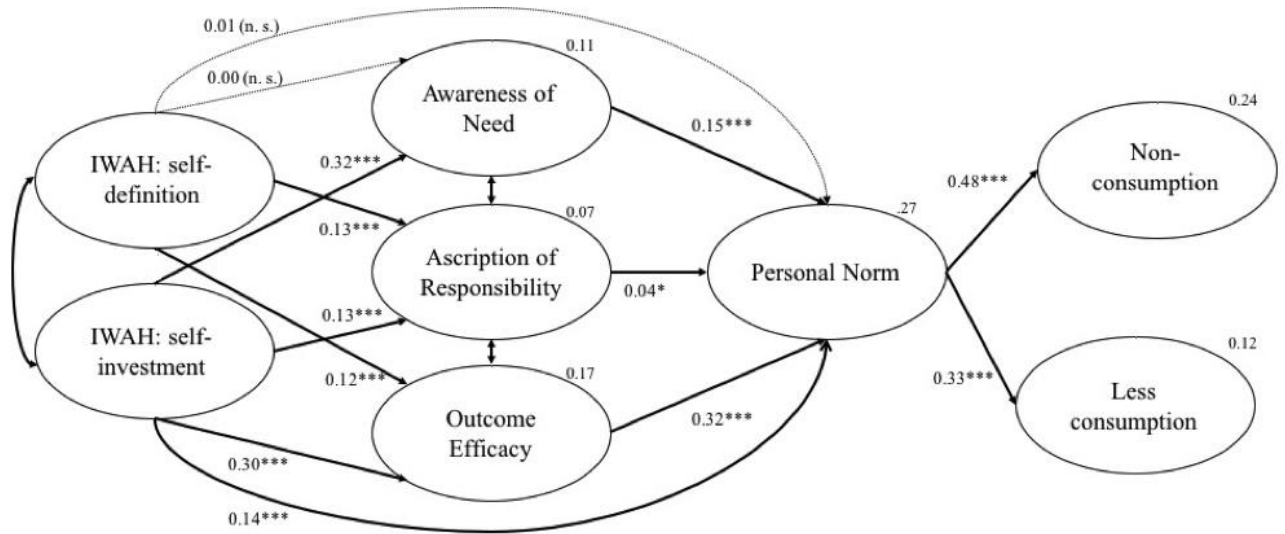 0.01 (n. s.)
0.00 (n. s.)
0.11
Awareness of
Need
0.15***
0.24
Non-
consumption
IWAH: self-
definition
0.32***
0.48***
0.13***
0.07
Ascription of
Responsibility
.27
Personal Norm
0.04*
IWAH: self-
investment
0.13***
0.12***
0.17
Outcome
Efficacy
0.32***
0.33***
0.12
Less
consumption
0.30***
0.14***